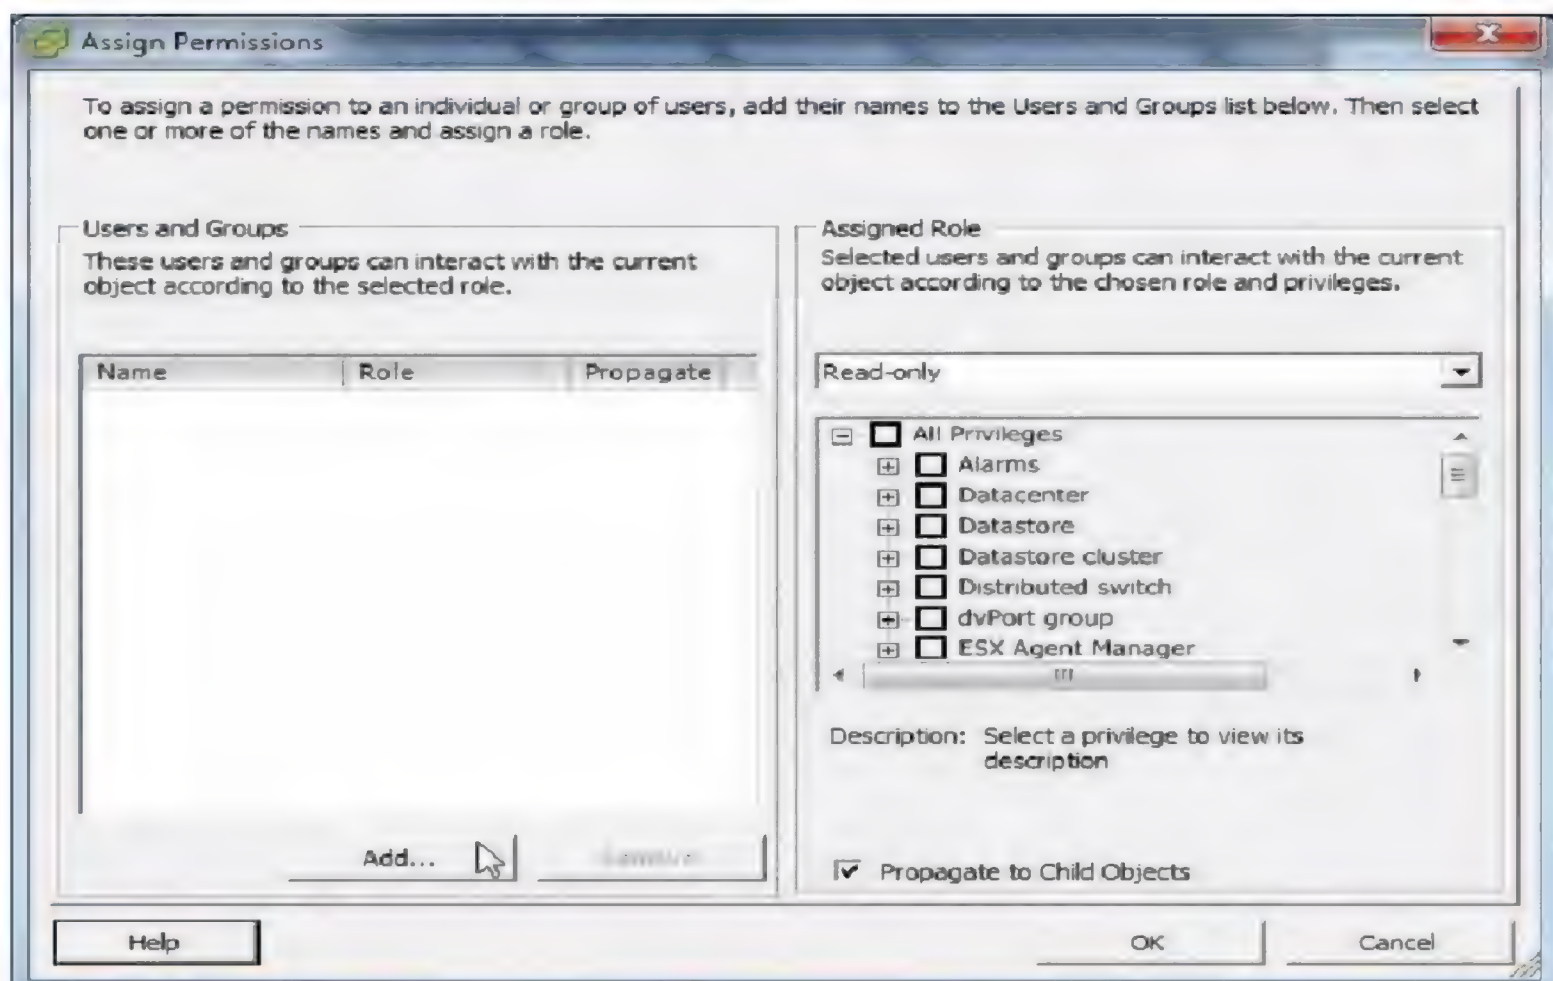 Assign Permissions
To assign a permission to an individual or group of users, add their names to the Users and Groups list below. Then select
one or more of the names and assign a role.
Users and Groups
These users and groups can interact with the current
object according to the selected role.
Name Role Propagate
Add...
Assigned Role
Selected users and groups can interact with the current
object according to the chosen role and privileges.
Read-only
All Privileges
Alarms
Datacenter
Datastore
Datastore cluster
Distributed switch
dvPort group
ESX Agent Manager
Description: Select a privilege to view its
description
Propagate to Child Objects
Help
OK
Cancel